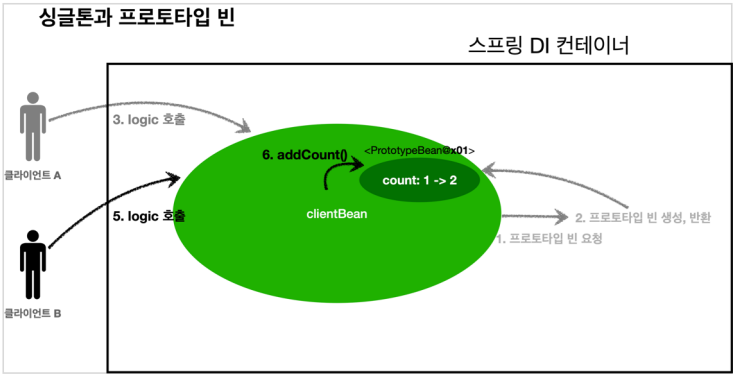 싱글톤과 프로토타입 빈
스프링 DI 컨테이너
3. logic 호출
클라이언트 A
6. addCount()
<PrototypeBean@x01>
count: 1 -> 2
5. logic 호출
clientBean
2. 프로토타입 빈 생성, 반환
1. 프로토타입 빈 요청
클라이언트 B